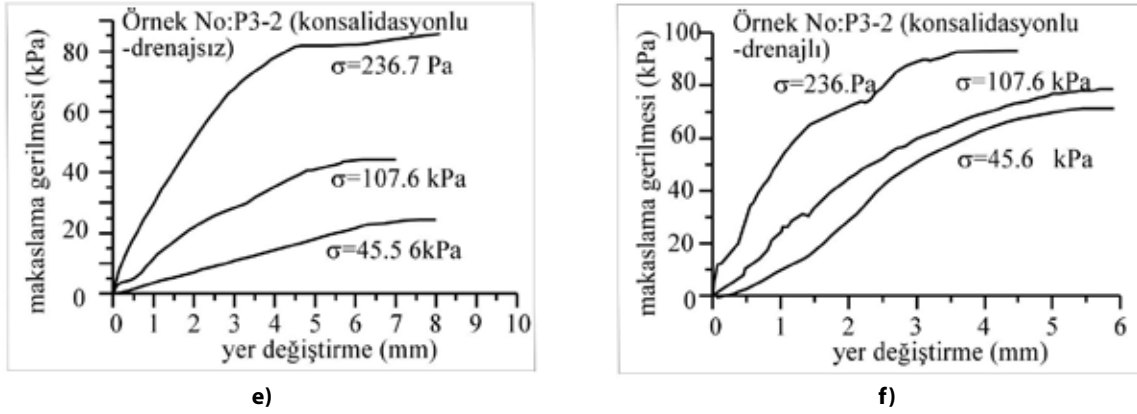 Örnek No:P3-2 (konsalidasyonlu
-drenajsız)
σ=236.7 Pa
σ=107.6 kPa
σ=45.5 6kPa
makaslama gerilmesi (kPa)
80
60
40
20
0
0 1 2 3 4 5 6 7 8 9 10
yer değiştirme (mm)
e)
Örnek No:P3-2 (konsalidasyonlu
-drenajlı)
σ=236.Pa
σ=107.6 kPa
σ=45.6 kPa
makaslama gerilmesi (kPa)
100
80
60
40
20
0
0 1 2 3 4 5 6
yer değiştirme (mm)
f)